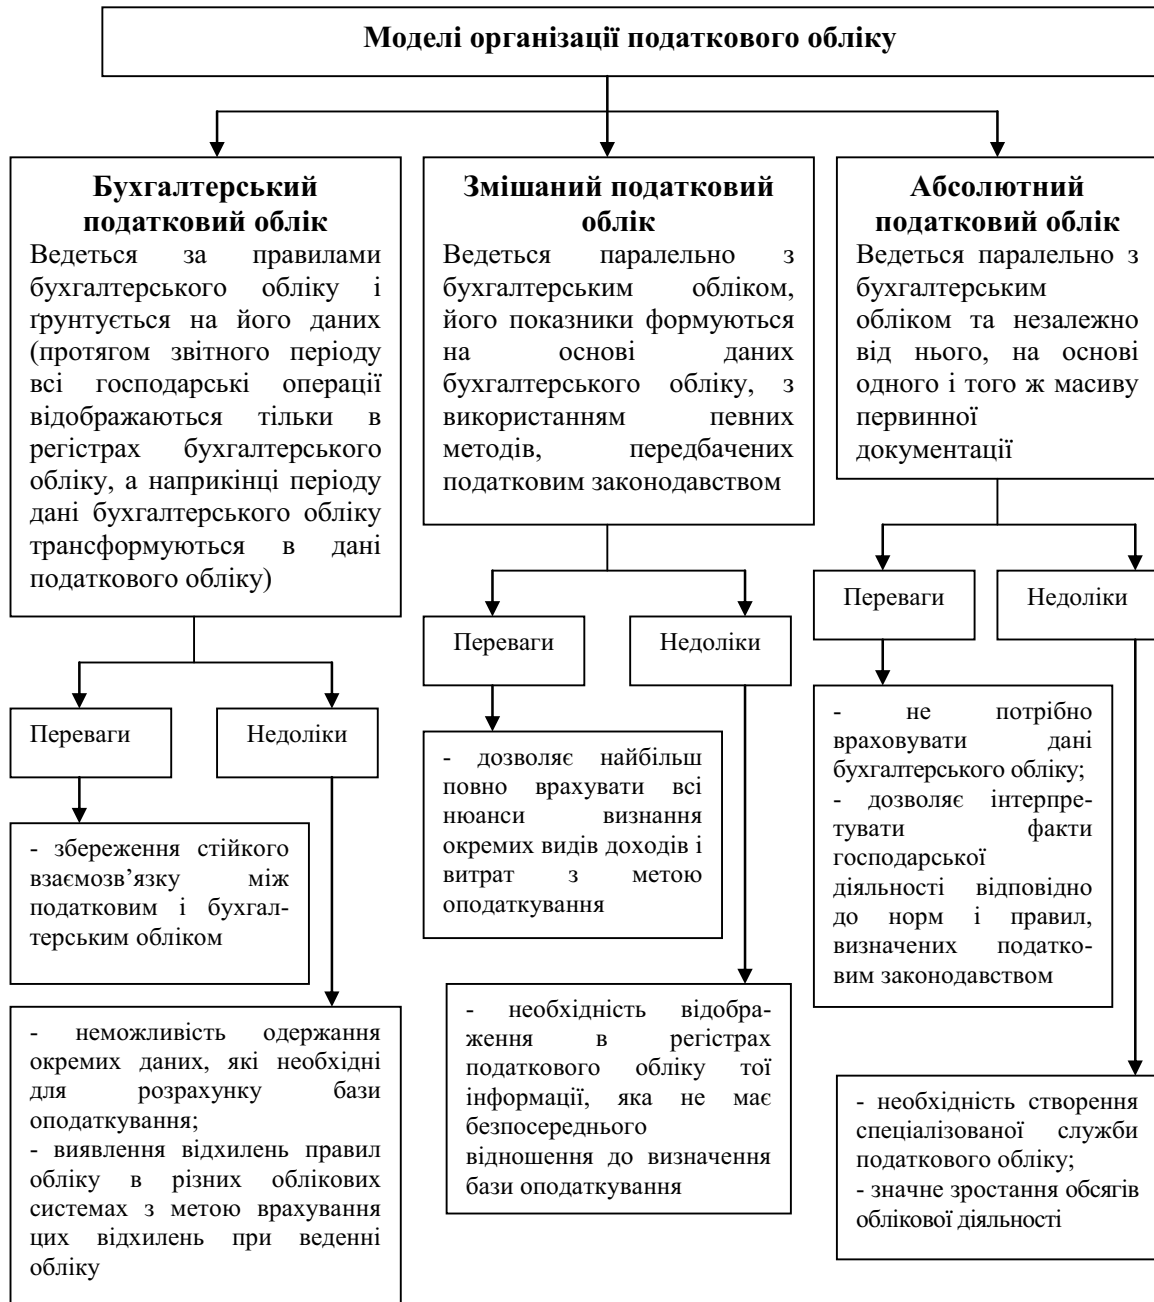 Моделі організації податкового обліку
Бухгалтерський
податковий облік
Ведеться за правилами
бухгалтерського обліку і
ґрунтується на його даних
(протягом звітного періоду
всі господарські операції
відображаються тільки в
регістрах бухгалтерського
обліку, а наприкінці періоду
дані бухгалтерського обліку
трансформуються в дані
податкового обліку)
Переваги
Недоліки
- збереження стійкого
взаємозв’язку між
податковим і бухгал-
терським обліком
- неможливість одержання
окремих даних, які необхідні
для розрахунку бази
оподаткування;
- виявлення відхилень правил
обліку в різних облікових
системах з метою врахування
цих відхилень при веденні
обліку
Змішаний податковий
облік
Ведеться паралельно з
бухгалтерським обліком,
його показники формуються
на основі даних
бухгалтерського обліку, з
використанням певних
методів, передбачених
податковим законодавством
Переваги
Недоліки
- дозволяє найбільш
повно врахувати всі
нюанси визнання
окремих видів доходів і
витрат з метою
оподаткування
- необхідність відобра-
ження в регістрах
податкового обліку тої
інформації, яка не має
безпосереднього
відношення до визначення
бази оподаткування
Абсолютний
податковий облік
Ведеться паралельно з
бухгалтерським
обліком та незалежно
від нього, на основі
одного і того ж масиву
первинної
документації
Переваги
Недоліки
- не потрібно
враховувати дані
бухгалтерського обліку;
- дозволяє інтерпре-
тувати факти
господарської
діяльності відповідно
до норм і правил,
визначених податко-
вим законодавством
- необхідність створення
спеціалізованої служби
податкового обліку;
- значне зростання обсягів
облікової діяльності